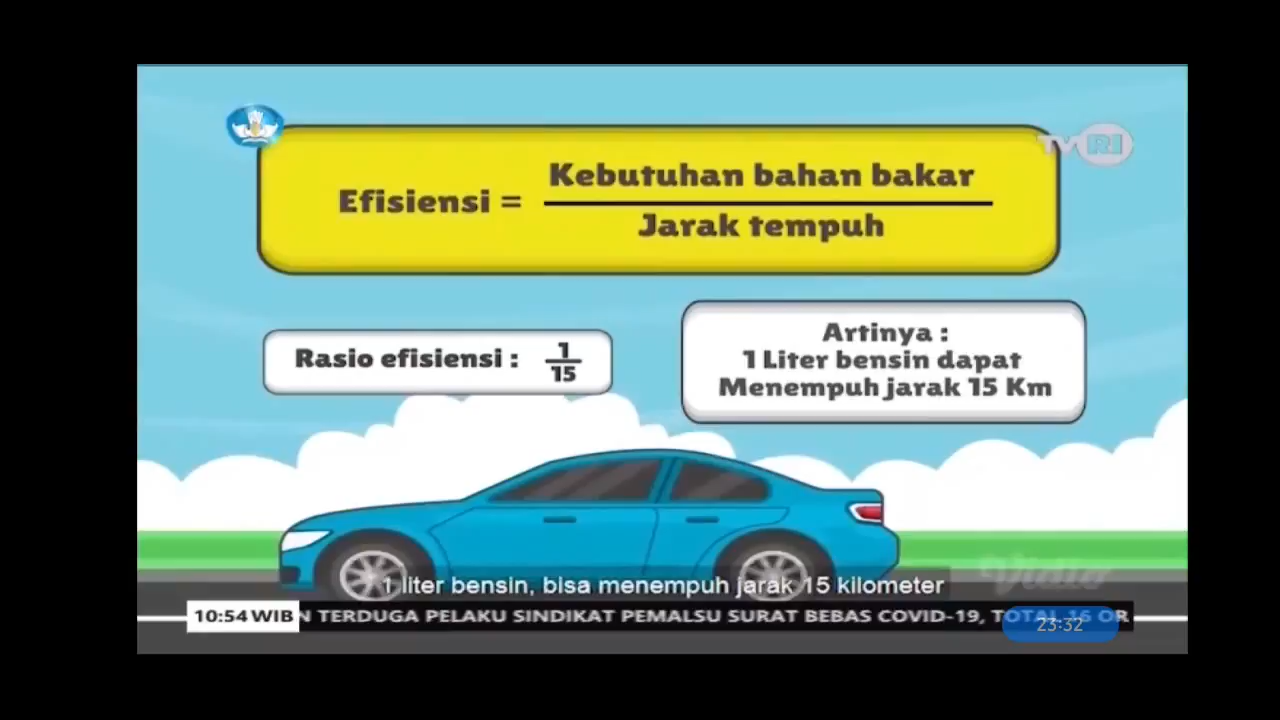 TVRI
Efisiensi = Kebutuhan bahan bakar
Jarak tempuh
Rasio efisiensi : 1
15
Artinya :
1 Liter bensin dapat
Menempuh jarak 15 Km
1 liter bensin, bisa menempuh jarak 15 kilometer
Vidio
10:54 WIB N TERDUGA PELAKU SINDIKAT PEMALSU SURAT BEBAS COVID-19, TOTAL 16 OR
23:32